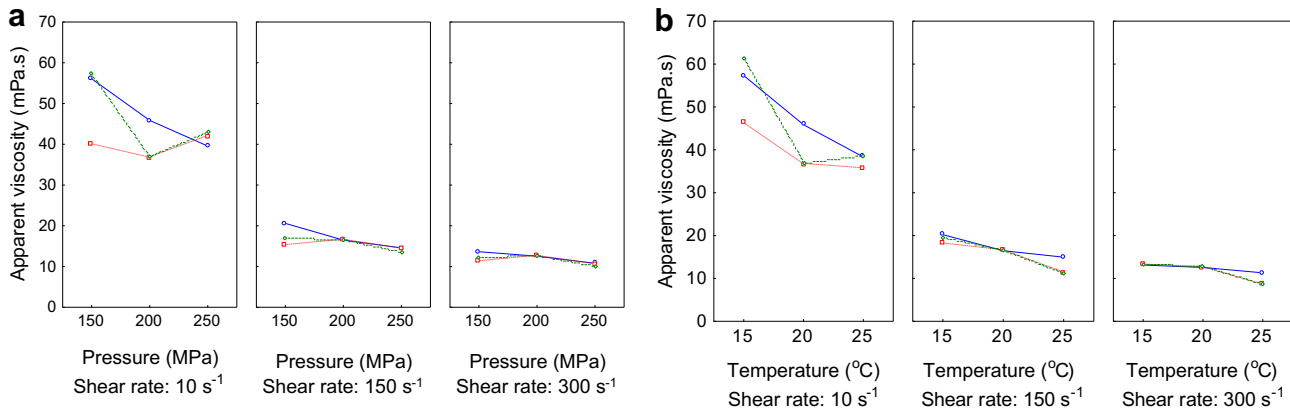 a
Apparent viscosity (mPa.s)
70
60
50
40
30
20
10
0
150 200 250
150 200 250
150 200 250
Pressure (MPa)
Shear rate: 10 s⁻¹
Pressure (MPa)
Shear rate: 150 s⁻¹
Pressure (MPa)
Shear rate: 300 s⁻¹
b
Apparent viscosity (mPa.s)
70
60
50
40
30
20
10
0
15 20 25
15 20 25
15 20 25
Temperature (°C)
Shear rate: 10 s⁻¹
Temperature (°C)
Shear rate: 150 s⁻¹
Temperature (°C)
Shear rate: 300 s⁻¹